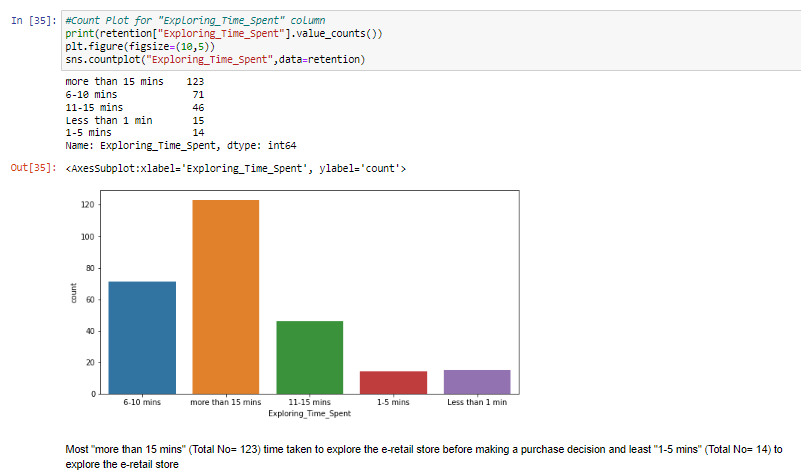 In [35]: #Count Plot for "Exploring_Time_Spent" column
print(retention["Exploring_Time_Spent"].value_counts())
plt.figure(figsize=(10,5))
sns.countplot("Exploring_Time_Spent",data=retention)
more than 15 mins 123
6-10 mins 71
11-15 mins 46
Less than 1 min 15
1-5 mins 14
Name: Exploring_Time_Spent, dtype: int64
Out[35]: <AxesSubplot:xlabel='Exploring_Time_Spent', ylabel='count'>
120
100
80
60
40
20
0
count
6-10 mins more than 15 mins 11-15 mins 1-5 mins Less than 1 min
Exploring_Time_Spent
Most "more than 15 mins" (Total No= 123) time taken to explore the e-retail store before making a purchase decision and least "1-5 mins" (Total No= 14) to
explore the e-retail store